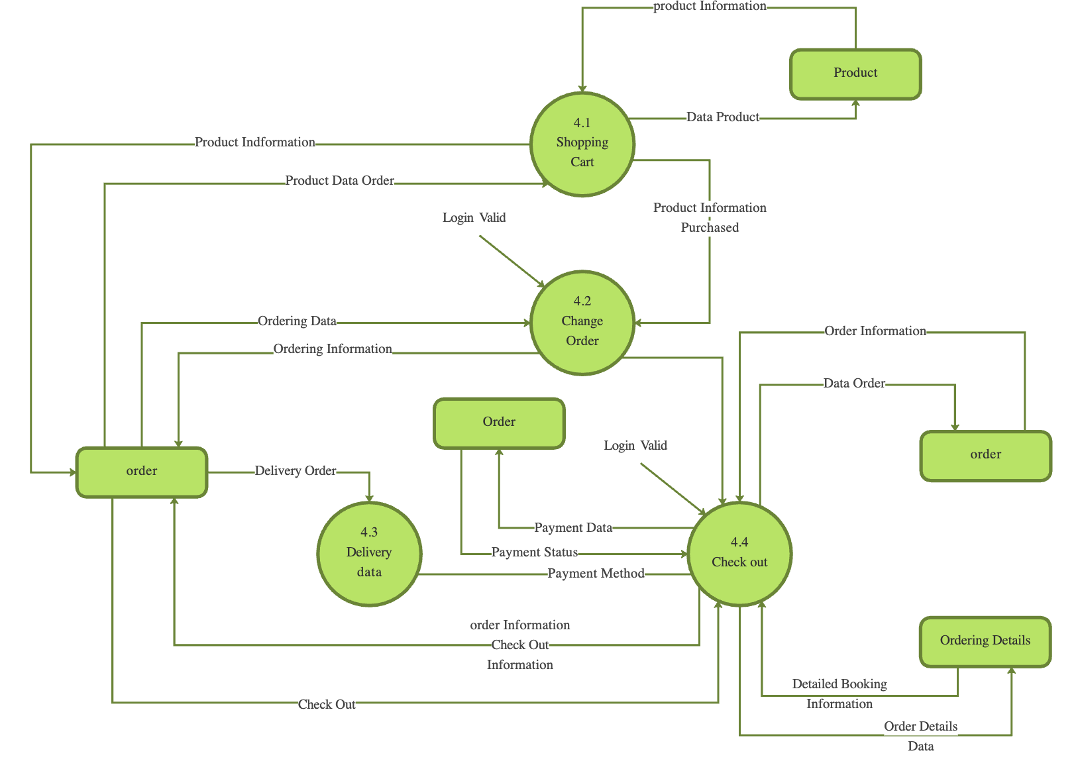 product Information
Product
Data Product
4.1
Shopping
Cart
Product Indformation
Product Data Order
Product Information
Purchased
Login Valid
4.2
Change
Order
Ordering Data
Ordering Information
Order Information
Data Order
Order
Login Valid
order
order
Delivery Order
4.3
Delivery
data
Payment Data
Payment Status
Payment Method
4.4
Check out
order Information
Check Out
Information
Ordering Details
Detailed Booking
Information
Check Out
Order Details
Data